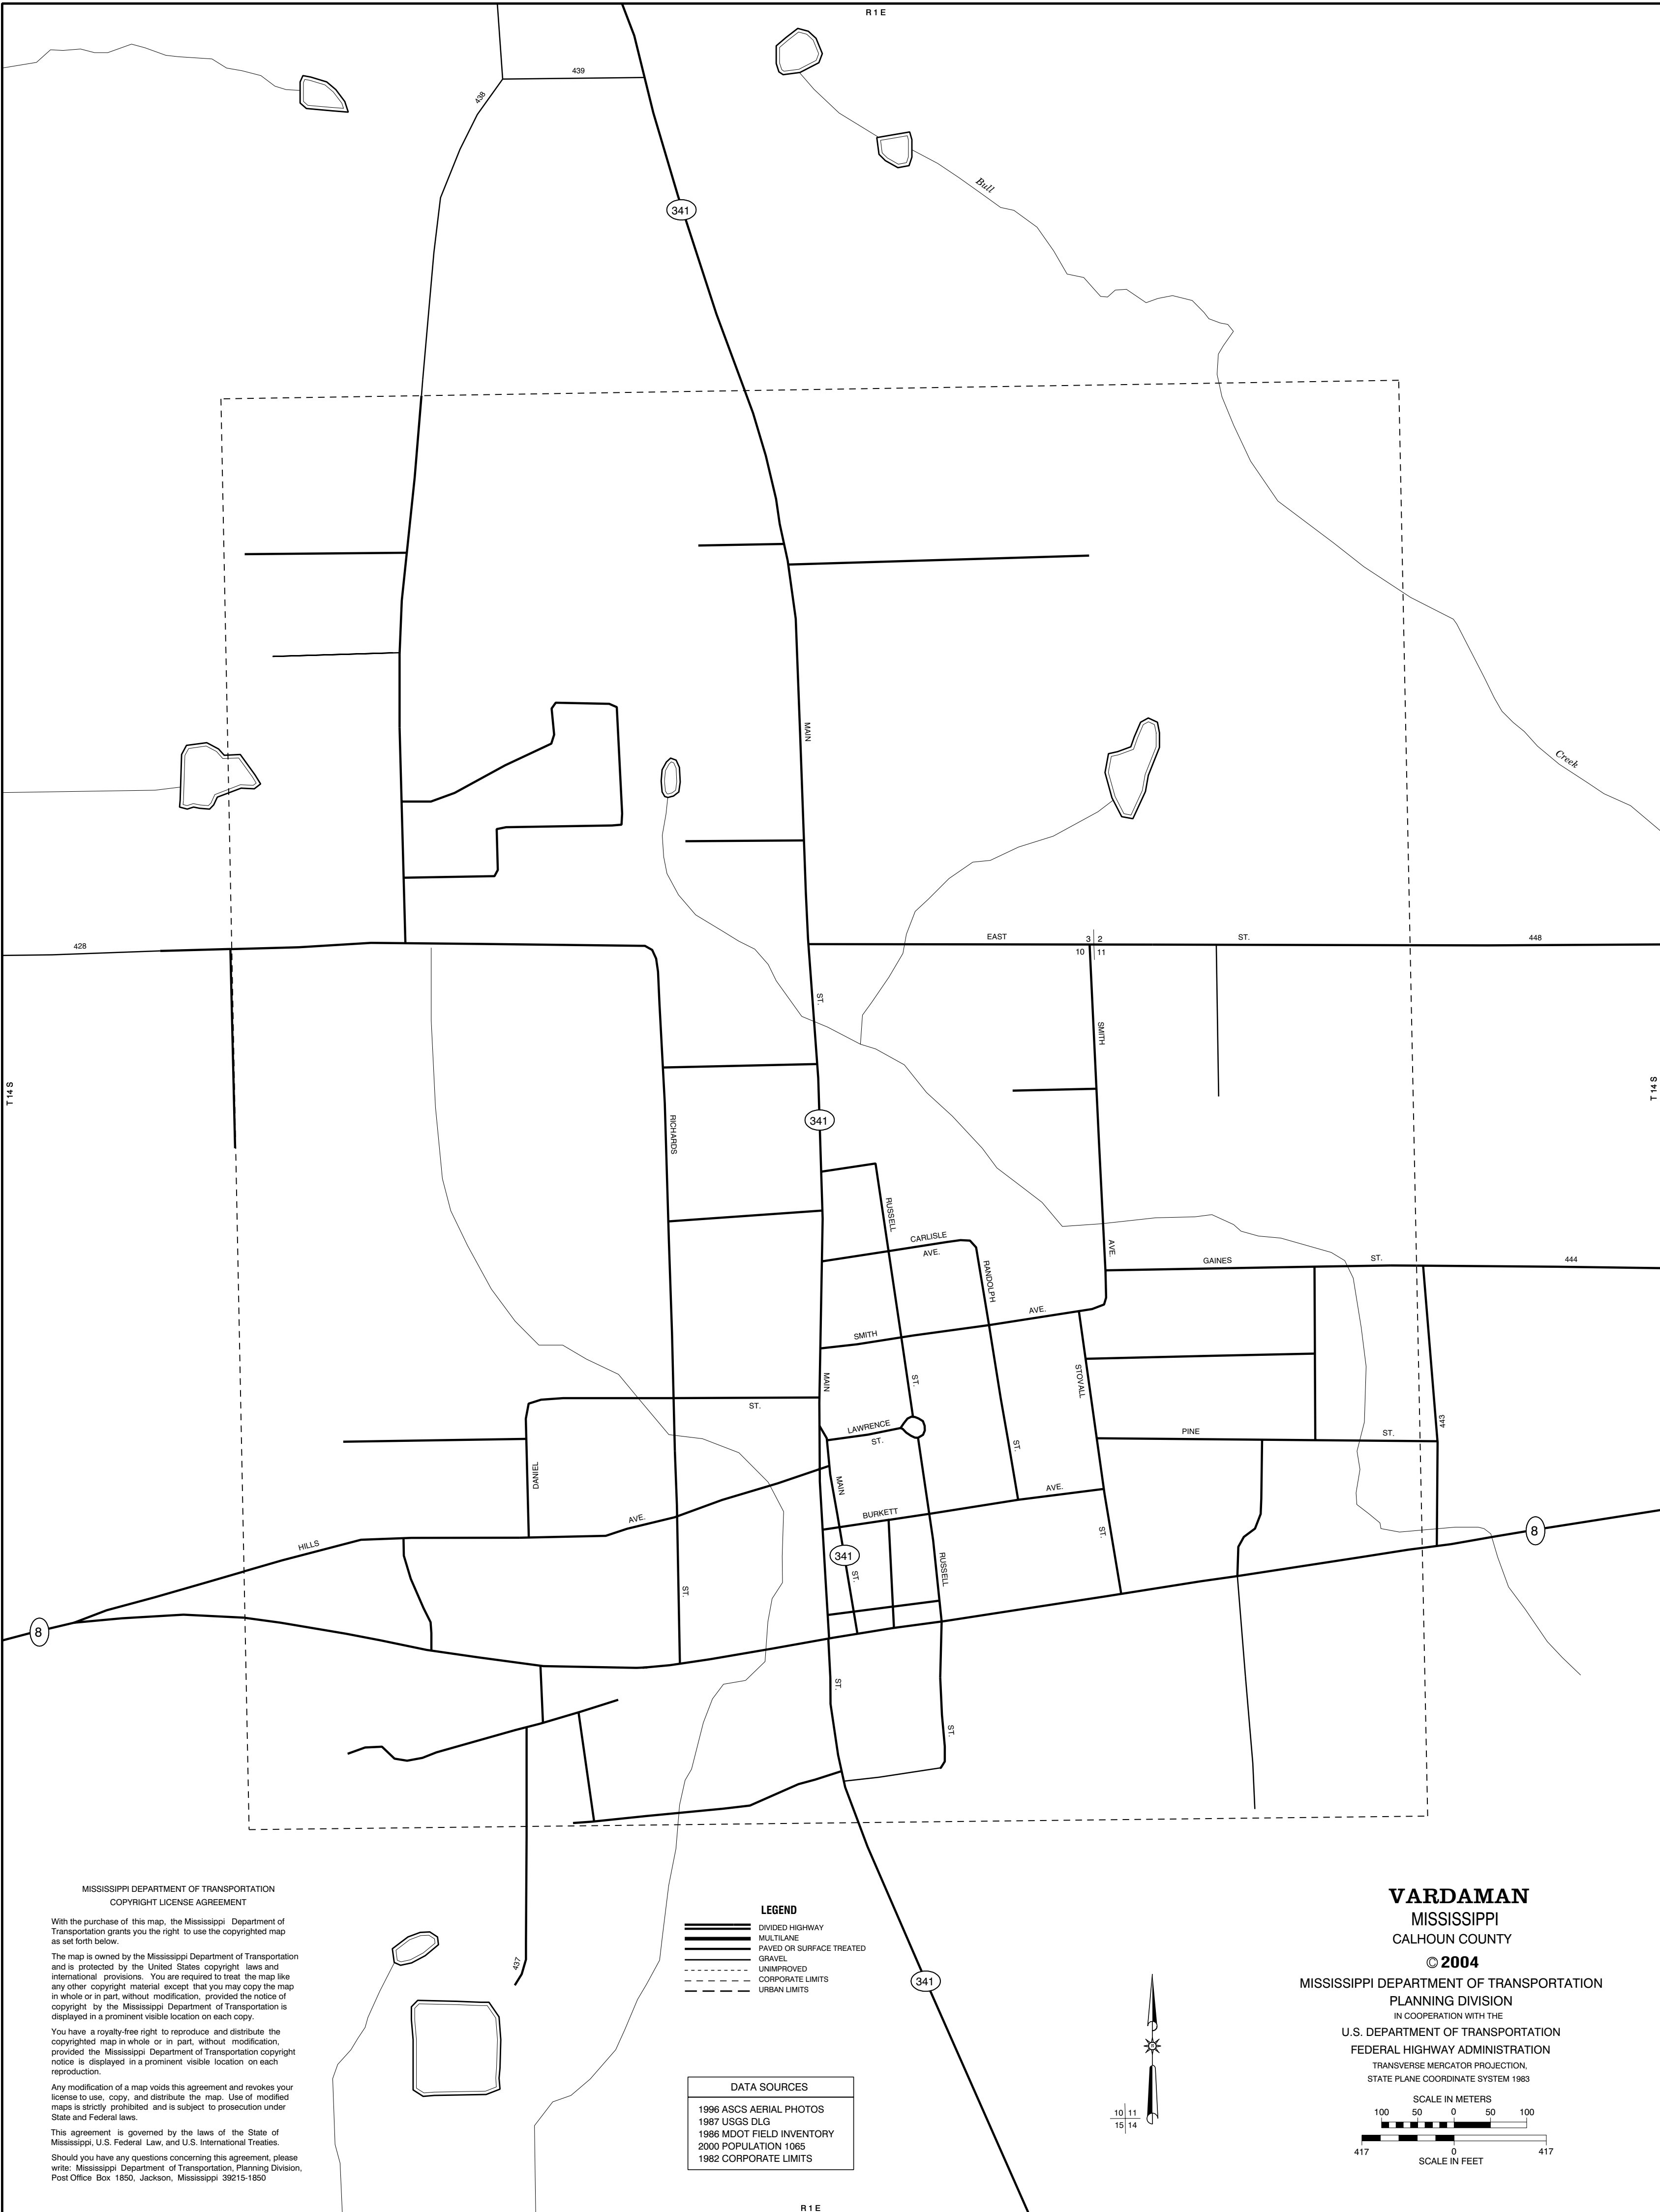 R 1 E
439
438
341
Bull
Creek
MAIN
428
EAST
ST.
448
3 2
10 11
ST.
SMITH
T 14 S
T 14 S
341
RICHARDS
RUSSELL
CARLISLE
AVE.
AVE.
GAINES
ST.
444
RANDOLPH
SMITH
AVE.
MAIN
ST.
STOVALL
ST.
LAWRENCE
ST.
PINE
ST.
443
ST.
DANIEL
MAIN
AVE.
BURKETT
AVE.
HILLS
ST.
8
341
ST.
RUSSELL
ST.
8
ST.
ST.
437
341
MISSISSIPPI DEPARTMENT OF TRANSPORTATION
COPYRIGHT LICENSE AGREEMENT
With the purchase of this map, the Mississippi Department of
Transportation grants you the right to use the copyrighted map
as set forth below.
The map is owned by the Mississippi Department of Transportation
and is protected by the United States copyright laws and
international provisions. You are required to treat the map like
any other copyright material except that you may copy the map
in whole or in part, without modification, provided the notice of
copyright by the Mississippi Department of Transportation is
displayed in a prominent visible location on each copy.
You have a royalty-free right to reproduce and distribute the
copyrighted map in whole or in part, without modification,
provided the Mississippi Department of Transportation copyright
notice is displayed in a prominent visible location on each
reproduction.
Any modification of a map voids this agreement and revokes your
license to use, copy, and distribute the map. Use of modified
maps is strictly prohibited and is subject to prosecution under
State and Federal laws.
This agreement is governed by the laws of the State of
Mississippi, U.S. Federal Law, and U.S. International Treaties.
Should you have any questions concerning this agreement, please
write: Mississippi Department of Transportation, Planning Division,
Post Office Box 1850, Jackson, Mississippi 39215-1850
LEGEND
DIVIDED HIGHWAY
MULTILANE
PAVED OR SURFACE TREATED
GRAVEL
UNIMPROVED
CORPORATE LIMITS
URBAN LIMITS
DATA SOURCES
1996 ASCS AERIAL PHOTOS
1987 USGS DLG
1986 MDOT FIELD INVENTORY
2000 POPULATION 1065
1982 CORPORATE LIMITS
10 11
15 14
VARDAMAN
MISSISSIPPI
CALHOUN COUNTY
© 2004
MISSISSIPPI DEPARTMENT OF TRANSPORTATION
PLANNING DIVISION
IN COOPERATION WITH THE
U.S. DEPARTMENT OF TRANSPORTATION
FEDERAL HIGHWAY ADMINISTRATION
TRANSVERSE MERCATOR PROJECTION,
STATE PLANE COORDINATE SYSTEM 1983
SCALE IN METERS
100 50 0 50 100
417 0 417
SCALE IN FEET
R 1 E